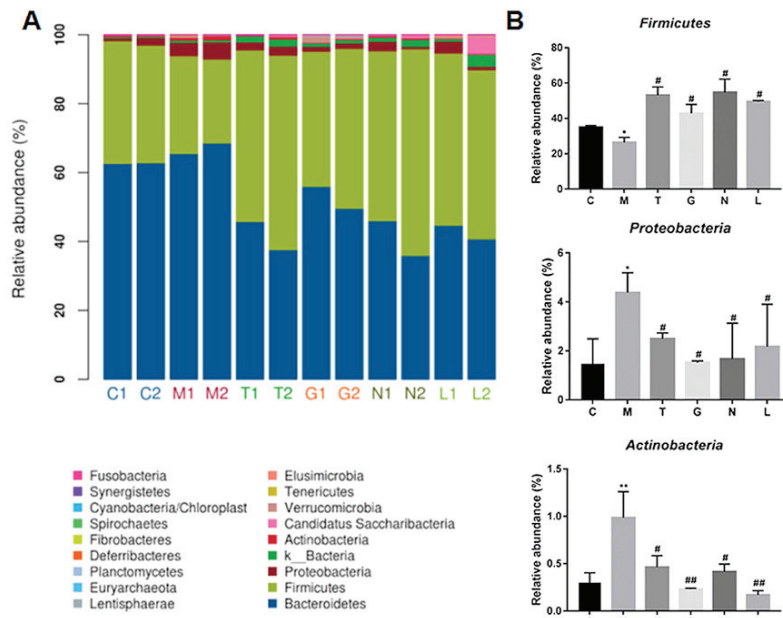 A
Relative abundance (%)
100
80
60
40
20
0
C1 C2 M1 M2 T1 T2 G1 G2 N1 N2 L1 L2
Fusobacteria
Synergistetes
Cyanobacteria/Chloroplast
Spirochaetes
Fibrobacteres
Deferribacteres
Planctomycetes
Euryarchaeota
Lentisphaerae
Elusimicrobia
Tenericutes
Verrucomicrobia
Candidatus Saccharibacteria
Actinobacteria
k__Bacteria
Proteobacteria
Firmicutes
Bacteroidetes
B
Firmicutes
Relative abundance (%)
80
60
40
20
0
* # # # #
C M T G N L
Proteobacteria
Relative abundance (%)
6
4
2
0
* # # # #
C M T G N L
Actinobacteria
Relative abundance (%)
1.5
1.0
0.5
0.0
** # ## # ##